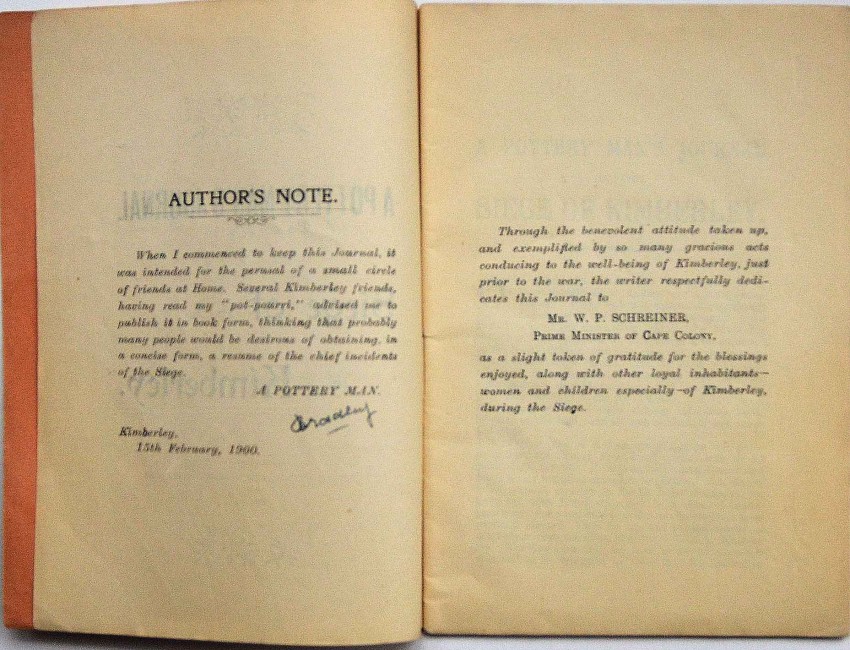 AUTHOR'S NOTE.
When I commenced to keep this Journal, it
was intended for the perusal of a small circle
of friends at Home. Several Kimberley friends,
having read my "pot-pourri," advised me to
publish it in book form, thinking that probably
many people would be desirous of obtaining, in
a concise form, a resume of the chief incidents
of the Siege.
A POTTERY MAN.
Bradley
Kimberley,
15th February, 1900.
Through the benevolent attitude taken up,
and exemplified by so many gracious acts
conducing to the well-being of Kimberley, just
prior to the war, the writer respectfully dedi-
cates this Journal to
MR. W. P. SCHREINER,
PRIME MINISTER OF CAPE COLONY,
as a slight token of gratitude for the blessings
enjoyed, along with other loyal inhabitants—
women and children especially—of Kimberley,
during the Siege.